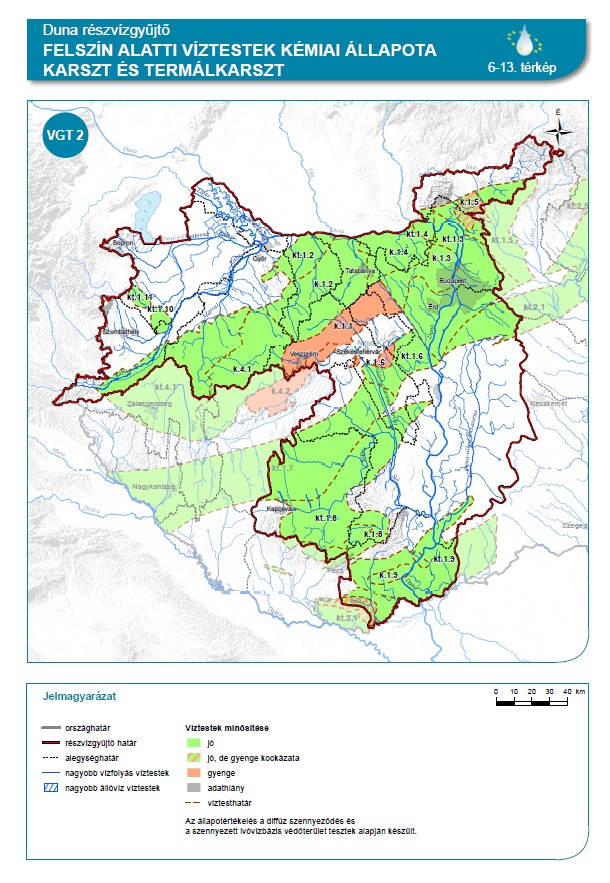 Duna részvízgyűjtő
FELSZÍN ALATTI VÍZTESTEK KÉMIAI ÁLLAPOTA
KARSZT ÉS TERMÁLKARSZT
6-13. térkép
VGT 2
É
k.1.5
kt.2.5
kt.1.4
k.1.4
kt.1.3
kt.1.5
k.1.3
Sopron
Győr
kt.1.2
Tatabánya
k.1.2
Budapest
kt.1.11
kt.1.10
Érd
kt.2.1
Szombathely
k.1.1
Veszprém
Székesfehérvár
kt.1.6
k.1.6
k.4.1
kt.4.1
k.4.2
Zalaegerszeg
Kecskemét
kt.1.7
Nagykanizsa
Kaposvár
kt.1.8
k.1.8
Szeged
kt.1.9
Pécs
k.1.9
kt.3.1
Duna
Mura
Dráva
Jelmagyarázat
0 10 20 30 40 km
országhatár
részvízgyűjtő határ
alegységhatár
nagyobb vízfolyás víztestek
nagyobb állóvíz víztestek
Víztestek minősítése
jó
jó, de gyenge kockázata
gyenge
adathiány
víztesthatár
Az állapotértékelés a diffúz szennyeződés és
a szennyezett ivóvízbázis védőterület tesztek alapján készült.